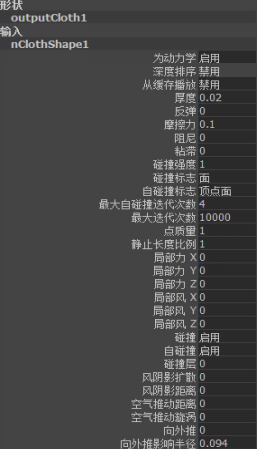 形状
outputCloth1
输入
nClothShape1
为动力学 启用
深度排序 禁用
从缓存播放 禁用
厚度 0.02
反弹 0
摩擦力 0.1
阻尼 0
粘滞 0
碰撞强度 1
碰撞标志 面
自碰撞标志 顶点面
最大自碰撞迭代次数 4
最大迭代次数 10000
点质量 1
静止长度比例 1
局部力 X 0
局部力 Y 0
局部力 Z 0
局部风 X 0
局部风 Y 0
局部风 Z 0
碰撞 启用
自碰撞 启用
碰撞层 0
风阴影扩散 0
风阴影距离 0
空气推动距离 0
空气推动漩涡 0
向外推 0
向外推影响半径 0.094